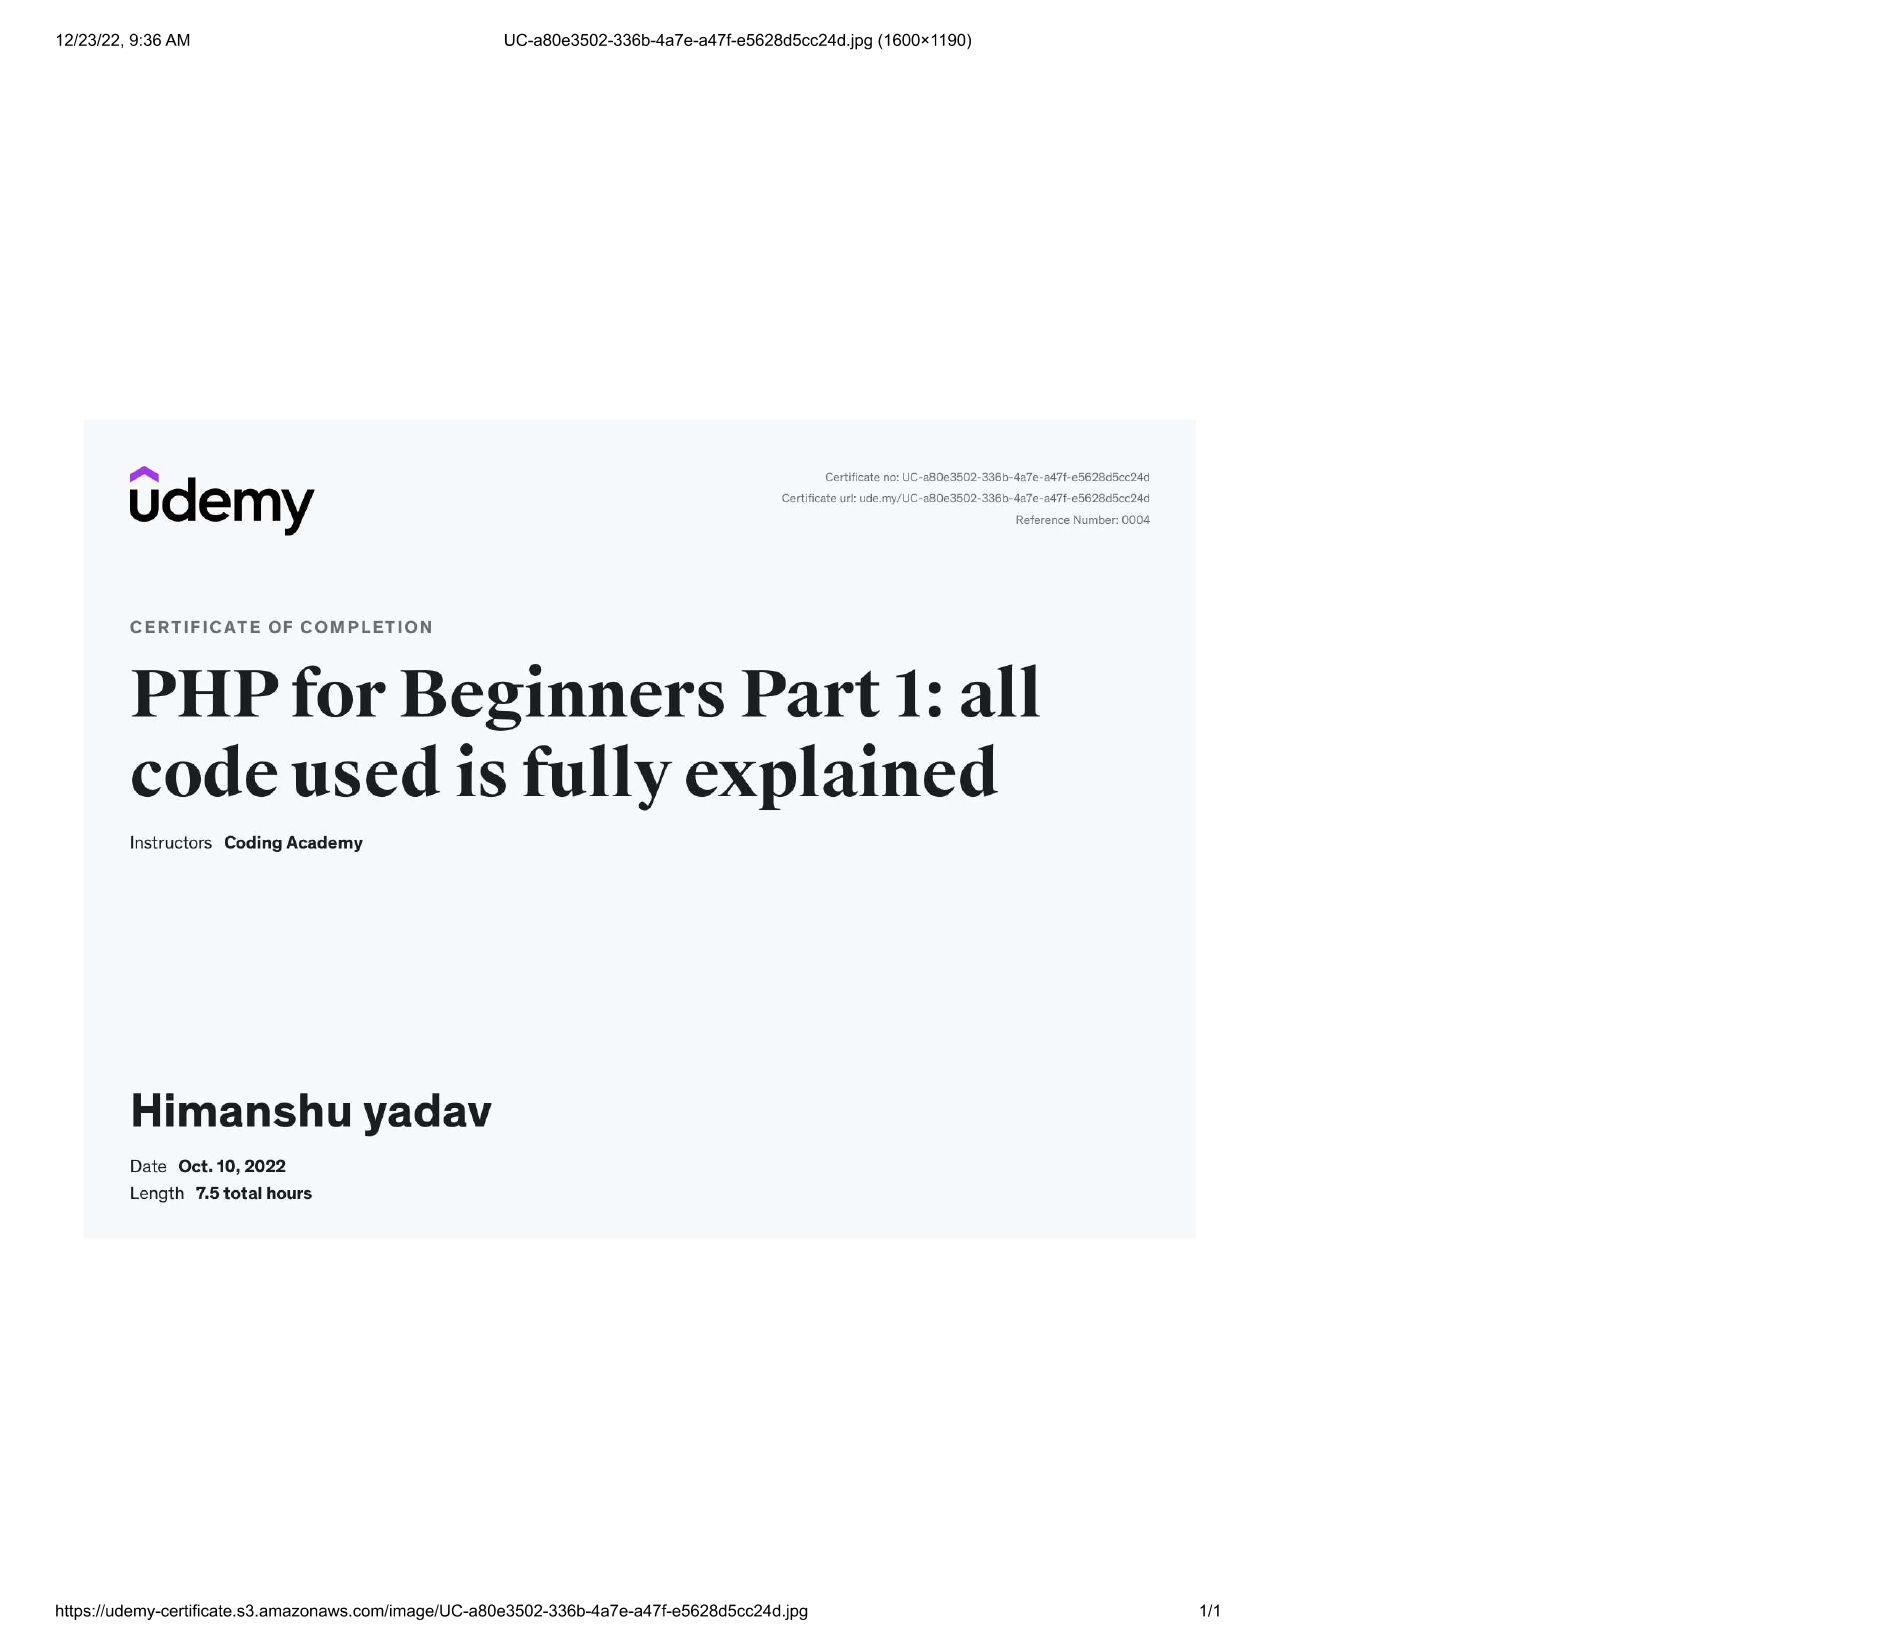 12/23/22, 9:36 AM
UC-a80e3502-336b-4a7e-a47f-e5628d5cc24d.jpg (1600×1190)
udemy
Certificate no: UC-a80e3502-336b-4a7e-a47f-e5628d5cc24d
Certificate url: ude.my/UC-a80e3502-336b-4a7e-a47f-e5628d5cc24d
Reference Number: 0004
CERTIFICATE OF COMPLETION
PHP for Beginners Part 1: all
code used is fully explained
Instructors Coding Academy
Himanshu yadav
Date Oct. 10, 2022
Length 7.5 total hours
https://udemy-certificate.s3.amazonaws.com/image/UC-a80e3502-336b-4a7e-a47f-e5628d5cc24d.jpg
1/1